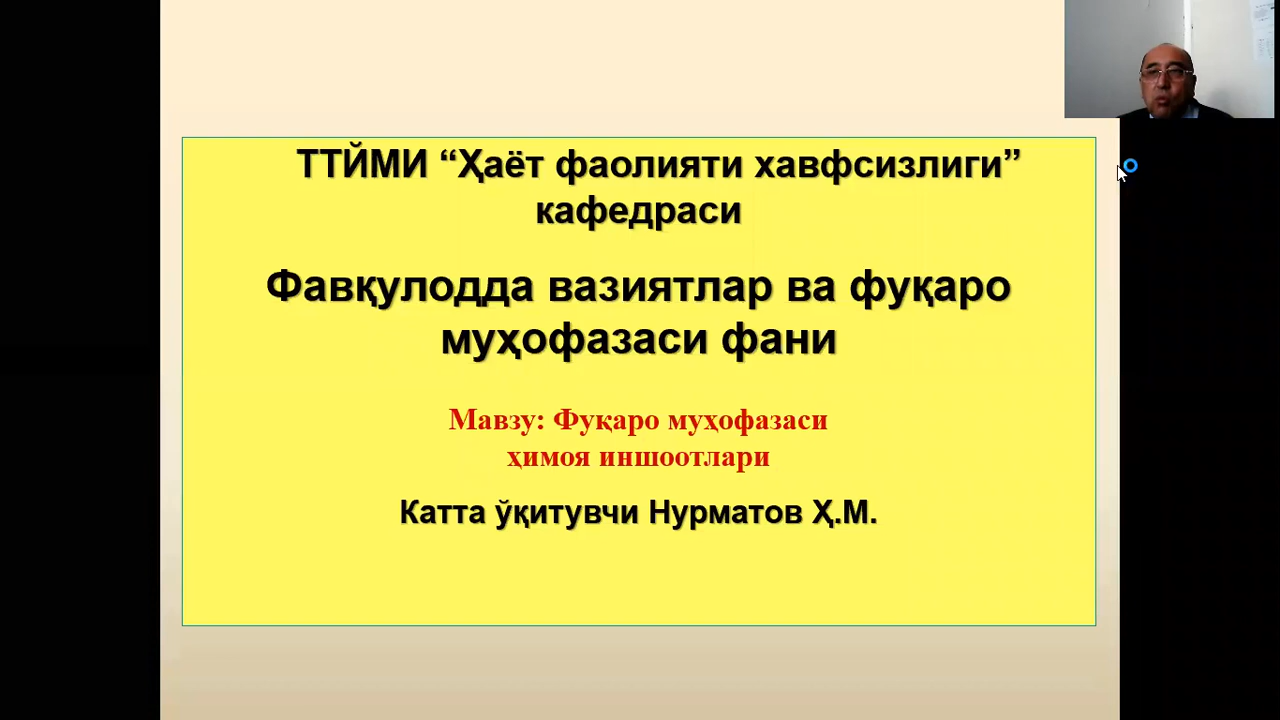 ТТЙМИ “Ҳаёт фаолияти хавфсизлиги”
кафедраси
Фавқулодда вазиятлар ва фуқаро
муҳофазаси фани
Мавзу: Фуқаро муҳофазаси
ҳимоя иншоотлари
Катта ўқитувчи Нурматов Ҳ.М.